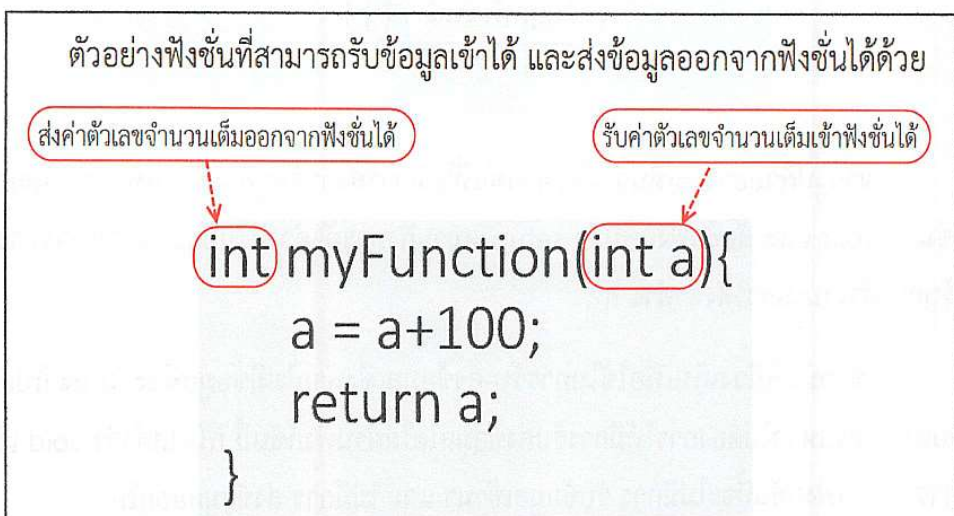 ตัวอย่างฟังชั่นที่สามารถรับข้อมูลเข้าได้ และส่งข้อมูลออกจากฟังชั่นได้ด้วย
ส่งค่าตัวเลขจำนวนเต็มออกจากฟังชั่นได้
รับค่าตัวเลขจำนวนเต็มเข้าฟังชั่นได้
int myFunction(int a){
a = a+100;
return a;
}